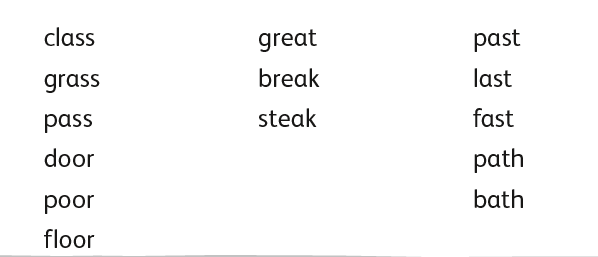 class great past
grass break last
pass steak fast
door path
poor bath
floor